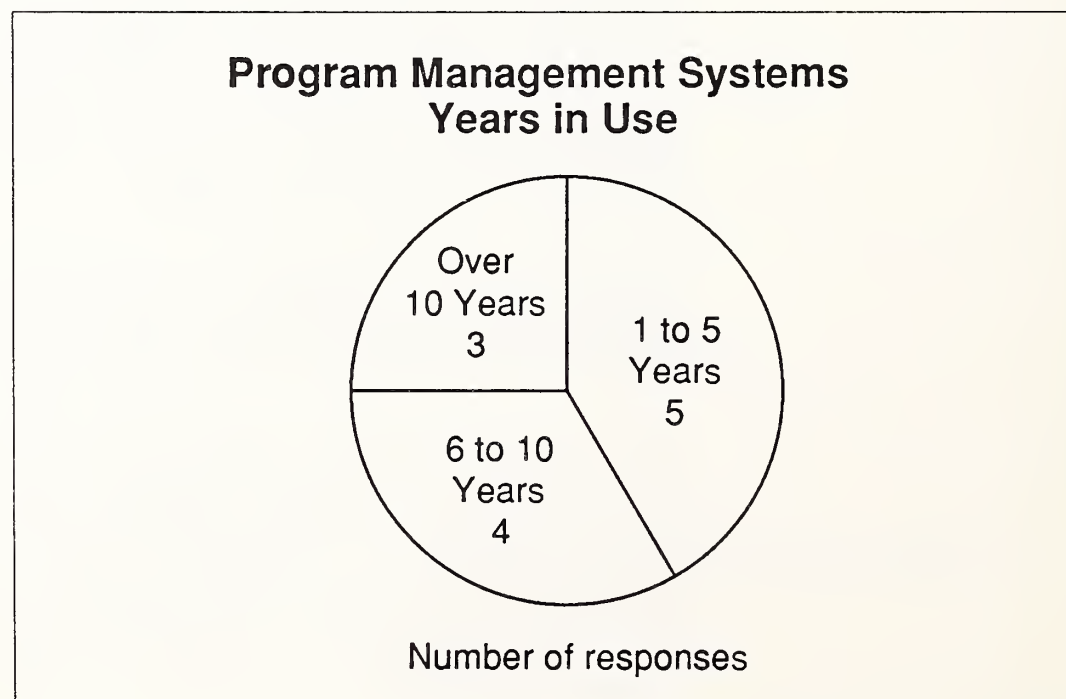 Program Management Systems
Years in Use
Over
10 Years
3
1 to 5
Years
5
6 to 10
Years
4
Number of responses